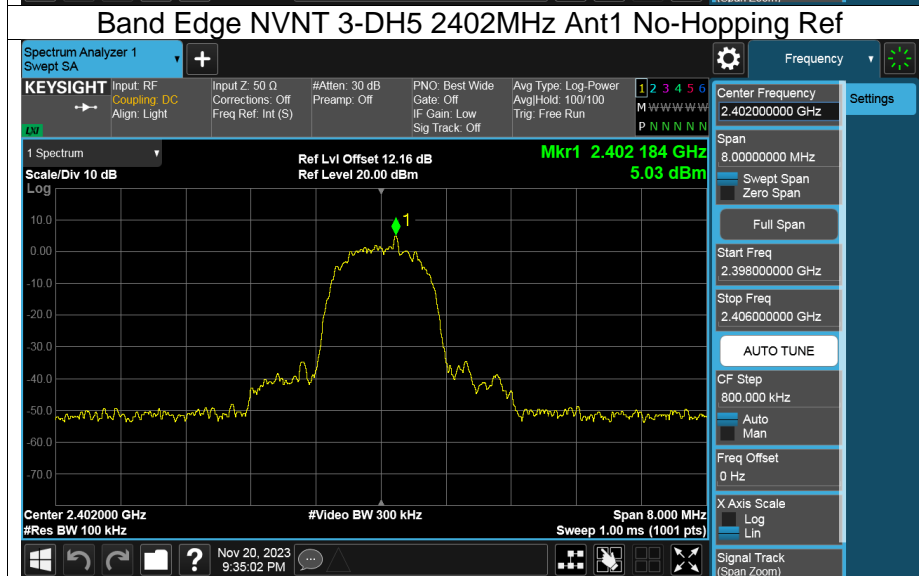 (Span Zoom)
Band Edge NVNT 3-DH5 2402MHz Ant1 No-Hopping Ref
Spectrum Analyzer 1
Swept SA
+
Frequency
KEYSIGHT
Input: RF
Coupling: DC
Align: Light
Input Z: 50 Ω
Corrections: Off
Freq Ref: Int (S)
#Atten: 30 dB
Preamp: Off
PNO: Best Wide
Gate: Off
IF Gain: Low
Sig Track: Off
Avg Type: Log-Power
Avg|Hold: 100/100
Trig: Free Run
1 2 3 4 5 6
M W W W W W
P N N N N N
LXI
1 Spectrum
Scale/Div 10 dB
Ref Lvl Offset 12.16 dB
Ref Level 20.00 dBm
Mkr1 2.402 184 GHz
5.03 dBm
Log
1
10.0
0.00
-10.0
-20.0
-30.0
-40.0
-50.0
-60.0
-70.0
Center 2.402000 GHz
#Res BW 100 kHz
#Video BW 300 kHz
Span 8.000 MHz
Sweep 1.00 ms (1001 pts)
Center Frequency
2.402000000 GHz
Settings
Span
8.00000000 MHz
Swept Span
Zero Span
Full Span
Start Freq
2.398000000 GHz
Stop Freq
2.406000000 GHz
AUTO TUNE
CF Step
800.000 kHz
Auto
Man
Freq Offset
0 Hz
X Axis Scale
Log
Lin
Signal Track
(Span Zoom)
?
Nov 20, 2023
9:35:02 PM